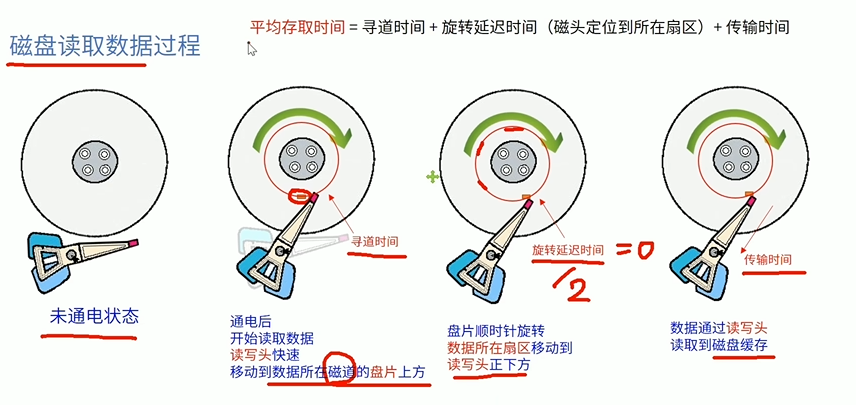 平均存取时间 = 寻道时间 + 旋转延迟时间（磁头定位到所在扇区）+ 传输时间
磁盘读取数据过程
寻道时间
旋转延迟时间
=0
/2
传输时间
未通电状态
通电后
开始读取数据
读写头快速
移动到数据所在磁道的盘片上方
盘片顺时针旋转
数据所在扇区移动到
读写头正下方
数据通过读写头
读取到磁盘缓存